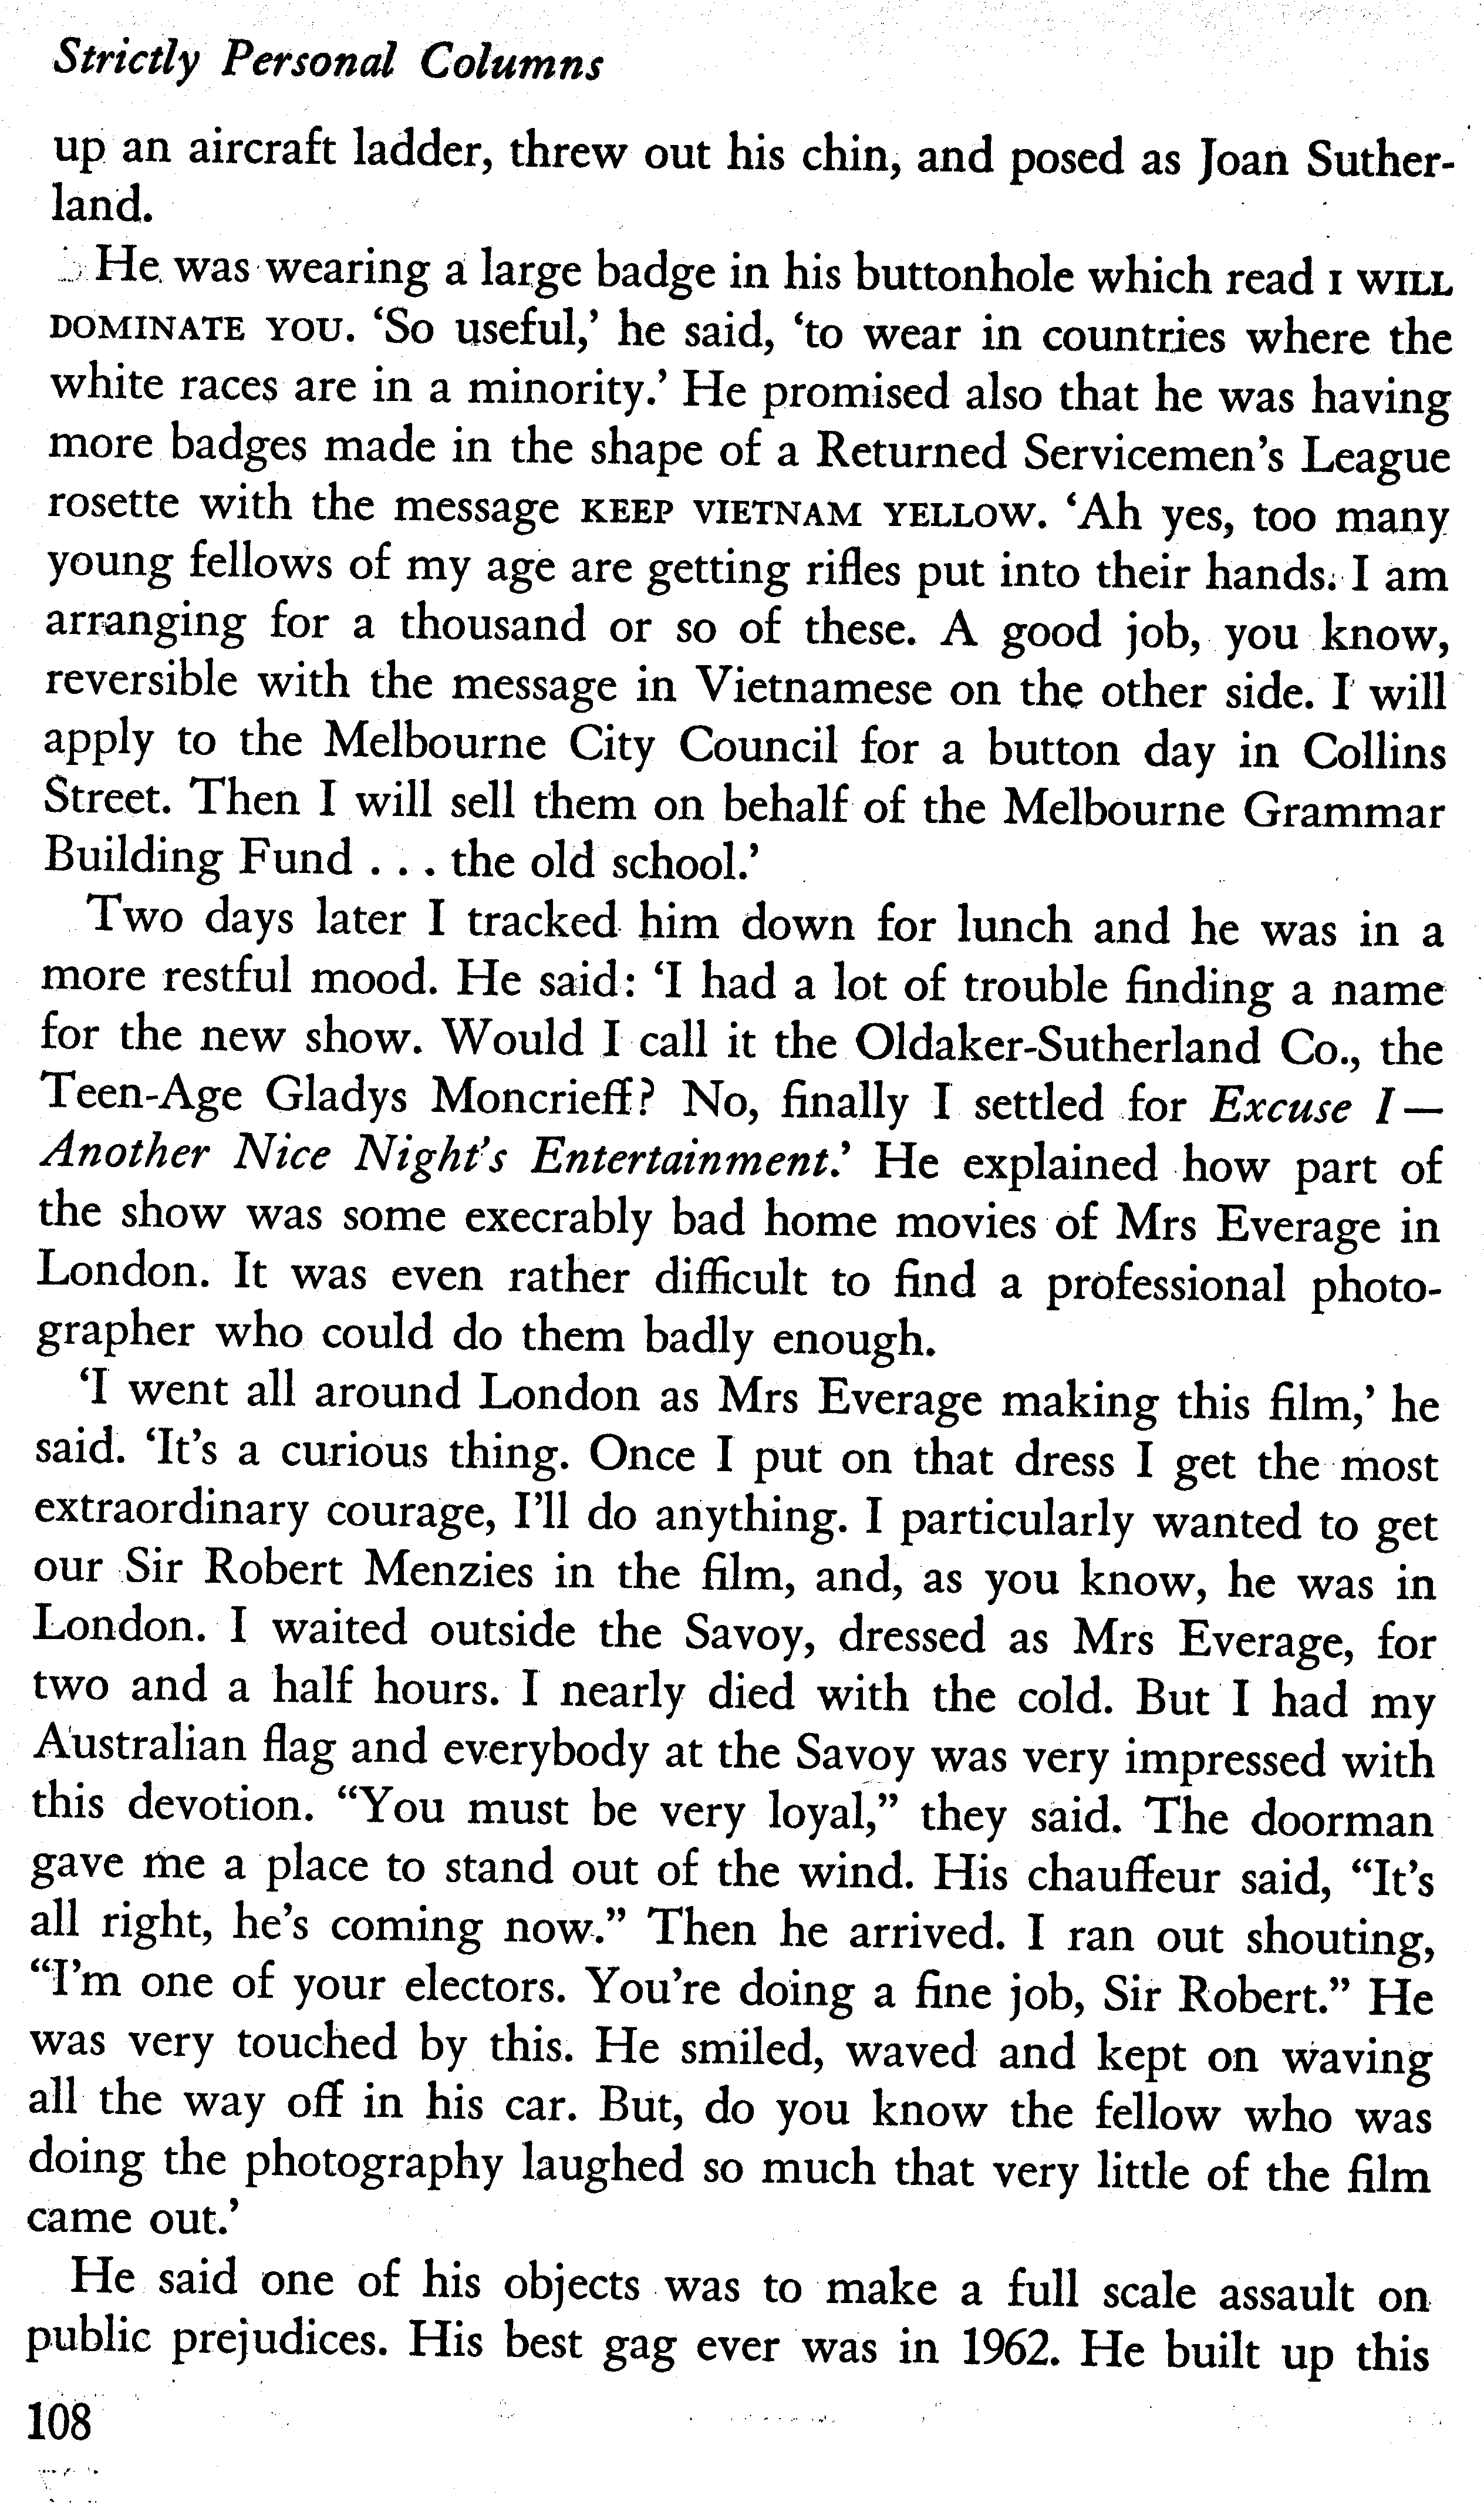 Strictly Personal Columns
up an aircraft ladder, threw out his chin, and posed as Joan Suther-
land.
He was wearing a large badge in his buttonhole which read I WILL
DOMINATE YOU. ‘So useful,’ he said, ‘to wear in countries where the
white races are in a minority.’ He promised also that he was having
more badges made in the shape of a Returned Servicemen’s League
rosette with the message KEEP VIETNAM YELLOW. ‘Ah yes, too many
young fellows of my age are getting rifles put into their hands. I am
arranging for a thousand or so of these. A good job, you know,
reversible with the message in Vietnamese on the other side. I will
apply to the Melbourne City Council for a button day in Collins
Street. Then I will sell them on behalf of the Melbourne Grammar
Building Fund . . . the old school.’
Two days later I tracked him down for lunch and he was in a
more restful mood. He said: ‘I had a lot of trouble finding a name
for the new show. Would I call it the Oldaker-Sutherland Co., the
Teen-Age Gladys Moncrieff? No, finally I settled for Excuse I—
Another Nice Night’s Entertainment.’ He explained how part of
the show was some execrably bad home movies of Mrs Everage in
London. It was even rather difficult to find a professional photo-
grapher who could do them badly enough.
‘I went all around London as Mrs Everage making this film,’ he
said. ‘It’s a curious thing. Once I put on that dress I get the most
extraordinary courage, I’ll do anything. I particularly wanted to get
our Sir Robert Menzies in the film, and, as you know, he was in
London. I waited outside the Savoy, dressed as Mrs Everage, for
two and a half hours. I nearly died with the cold. But I had my
Australian flag and everybody at the Savoy was very impressed with
this devotion. “You must be very loyal,” they said. The doorman
gave me a place to stand out of the wind. His chauffeur said, “It’s
all right, he’s coming now.” Then he arrived. I ran out shouting,
“I’m one of your electors. You’re doing a fine job, Sir Robert.” He
was very touched by this. He smiled, waved and kept on waving
all the way off in his car. But, do you know the fellow who was
doing the photography laughed so much that very little of the film
came out.’
He said one of his objects was to make a full scale assault on
public prejudices. His best gag ever was in 1962. He built up this
108